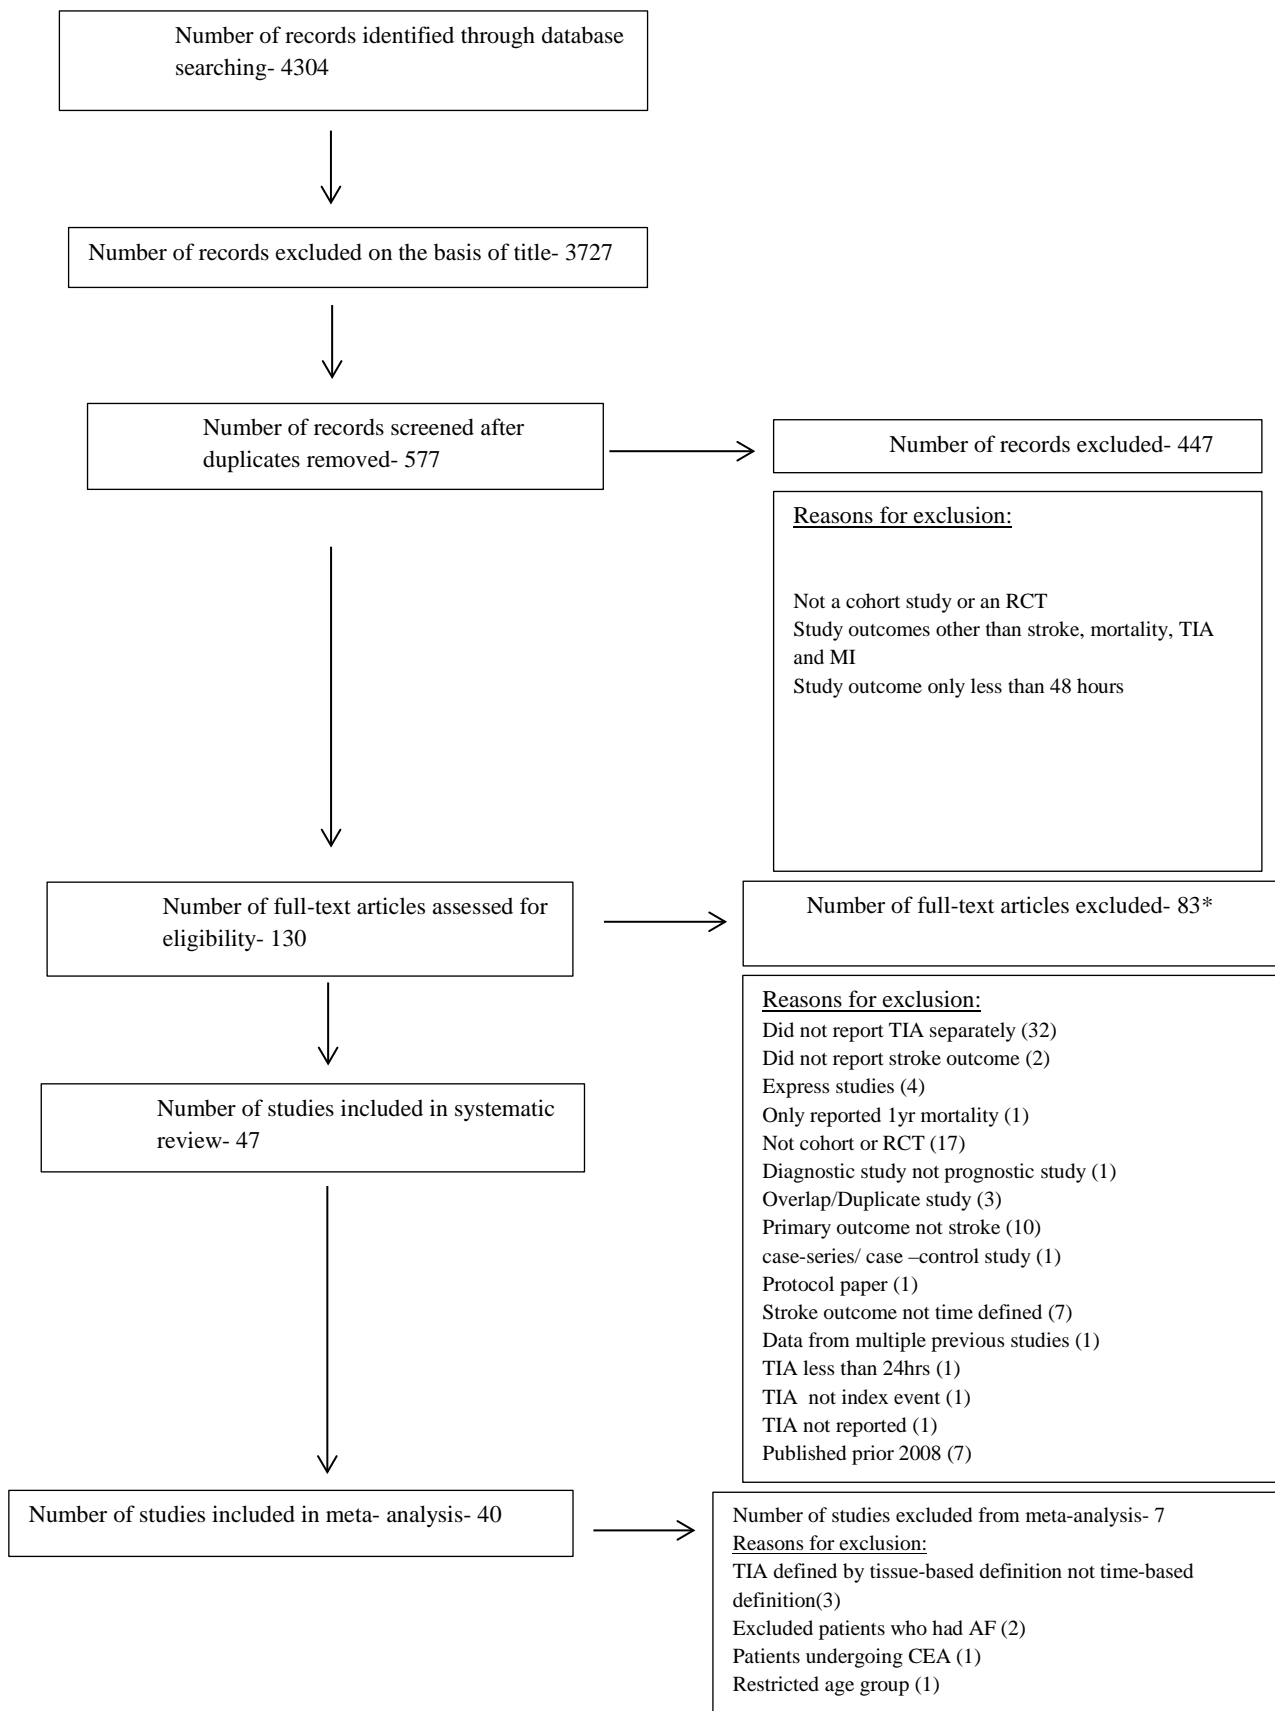 Number of records identified through database
searching- 4304
Number of records excluded on the basis of title- 3727
Number of records screened after
duplicates removed- 577
Number of records excluded- 447
Reasons for exclusion:
Not a cohort study or an RCT
Study outcomes other than stroke, mortality, TIA
and MI
Study outcome only less than 48 hours
Number of full-text articles assessed for
eligibility- 130
Number of full-text articles excluded- 83*
Reasons for exclusion:
Did not report TIA separately (32)
Did not report stroke outcome (2)
Express studies (4)
Only reported 1yr mortality (1)
Not cohort or RCT (17)
Diagnostic study not prognostic study (1)
Overlap/Duplicate study (3)
Primary outcome not stroke (10)
case-series/ case –control study (1)
Protocol paper (1)
Stroke outcome not time defined (7)
Data from multiple previous studies (1)
TIA less than 24hrs (1)
TIA  not index event (1)
TIA not reported (1)
Published prior 2008 (7)
Number of studies included in systematic
review- 47
Number of studies included in meta- analysis- 40
Number of studies excluded from meta-analysis- 7
Reasons for exclusion:
TIA defined by tissue-based definition not time-based
definition(3)
Excluded patients who had AF (2)
Patients undergoing CEA (1)
Restricted age group (1)